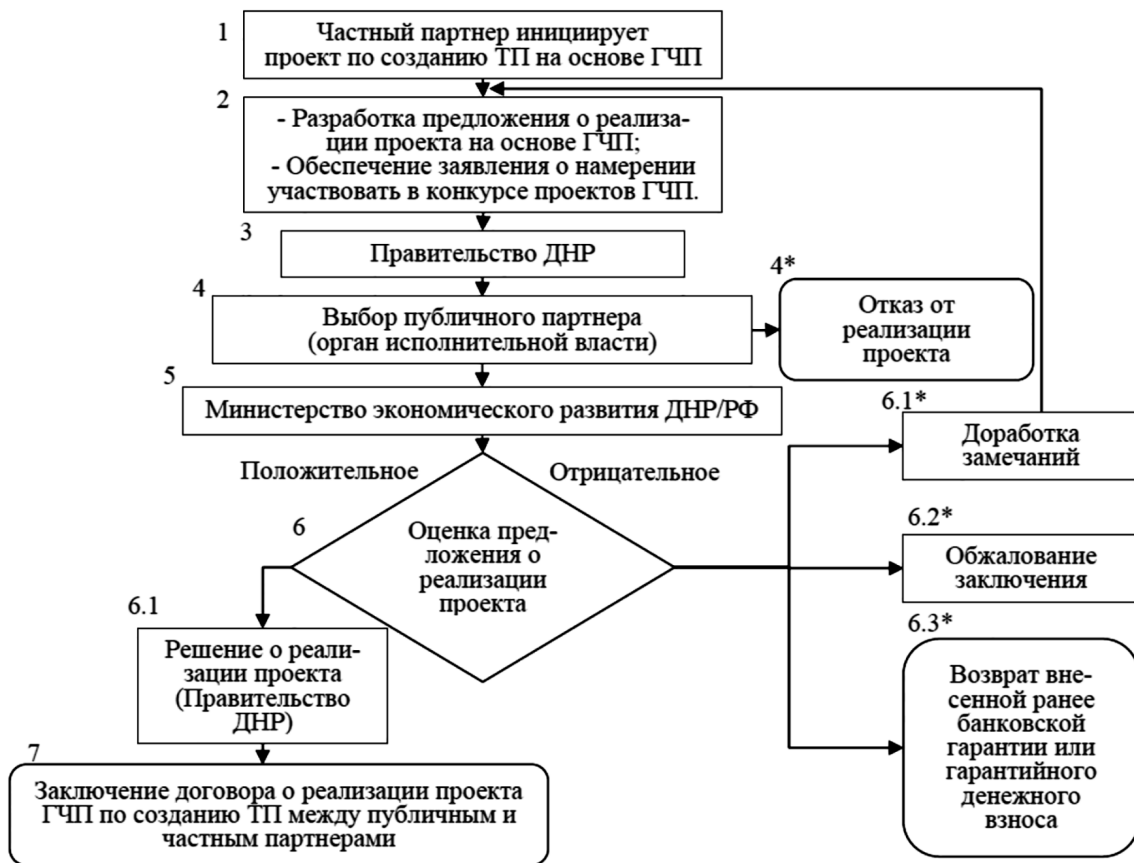 1
Частный партнер инициирует
проект по созданию ТП на основе ГЧП
2
- Разработка предложения о реализа-
ции проекта на основе ГЧП;
- Обеспечение заявления о намерении
участвовать в конкурсе проектов ГЧП.
3
Правительство ДНР
4
Выбор публичного партнера
(орган исполнительной власти)
4*
Отказ от
реализации
проекта
5
Министерство экономического развития ДНР/РФ
Положительное
Отрицательное
6
Оценка пред-
ложения о
реализации
проекта
6.1*
Доработка
замечаний
6.2*
Обжалование
заключения
6.3*
Возврат вне-
сенной ранее
банковской
гарантии или
гарантийного
денежного
взноса
6.1
Решение о реали-
зации проекта
(Правительство
ДНР)
7
Заключение договора о реализации проекта
ГЧП по созданию ТП между публичным и
частным партнерами